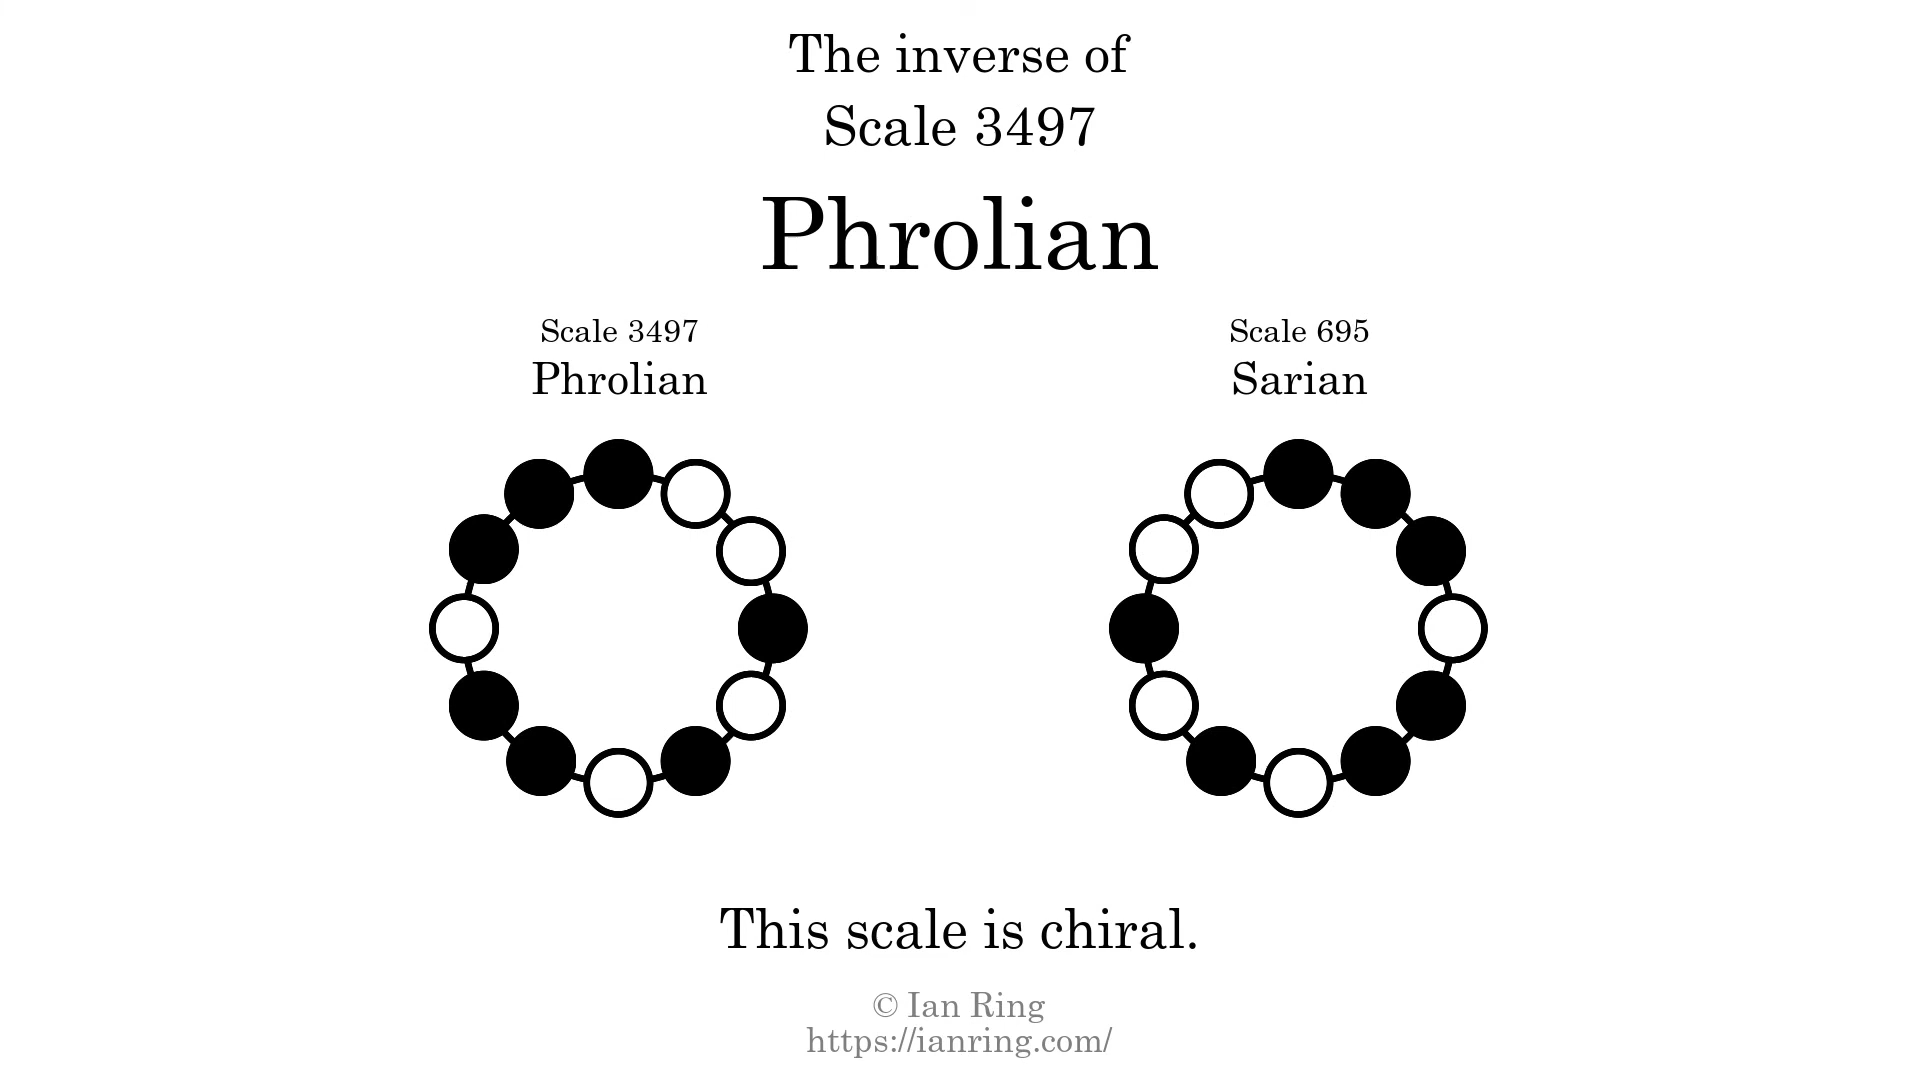 The inverse of
Scale 3497
Phrolian
Scale 3497
Phrolian
Scale 695
Sarian
This scale is chiral.
© Ian Ring
https://ianring.com/